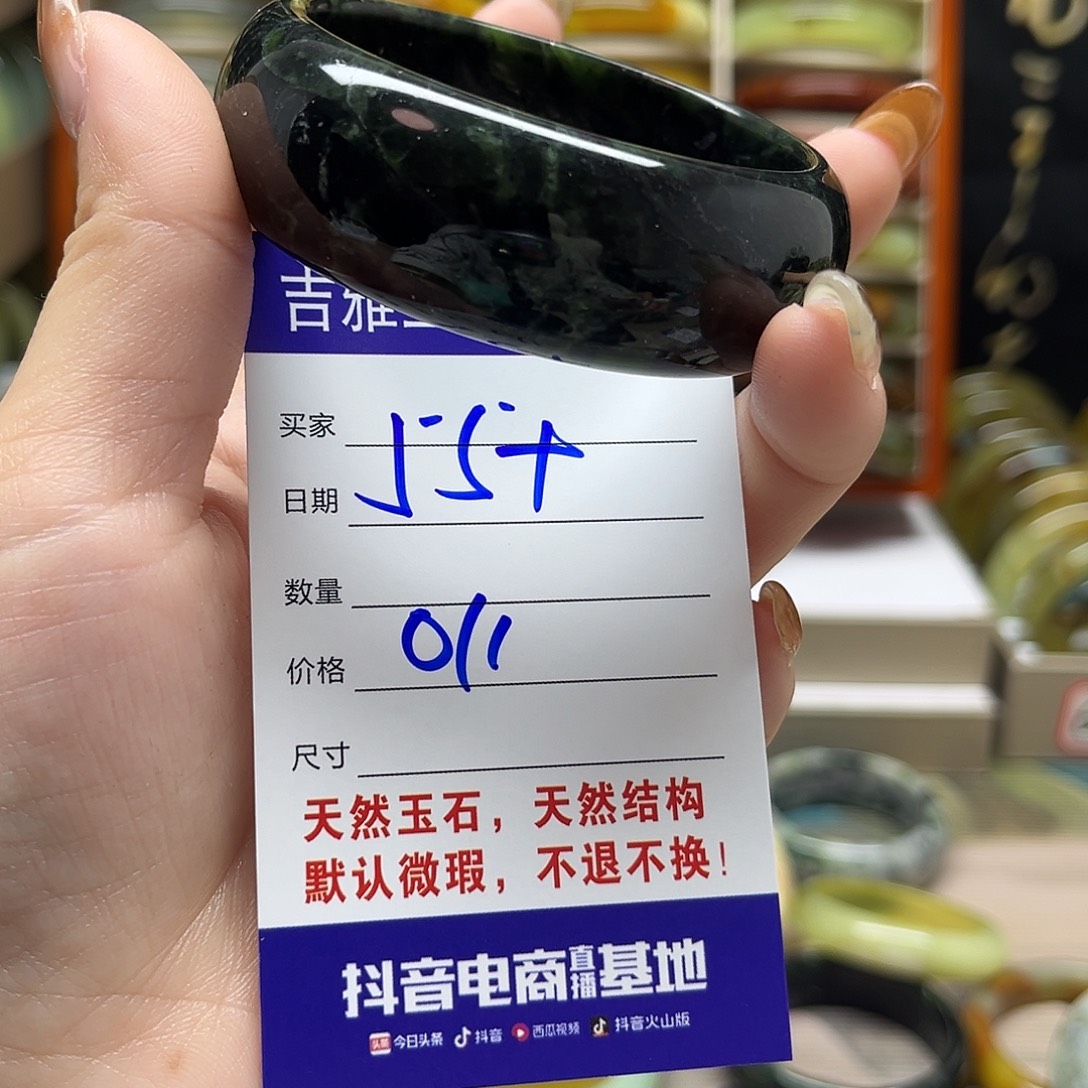 吉雅
买家
日期
数量
价格 011
尺寸
天然玉石，天然结构
默认微瑕，不退不换！
抖音电商直播基地
今日头条 抖音 西瓜视频 抖音火山版